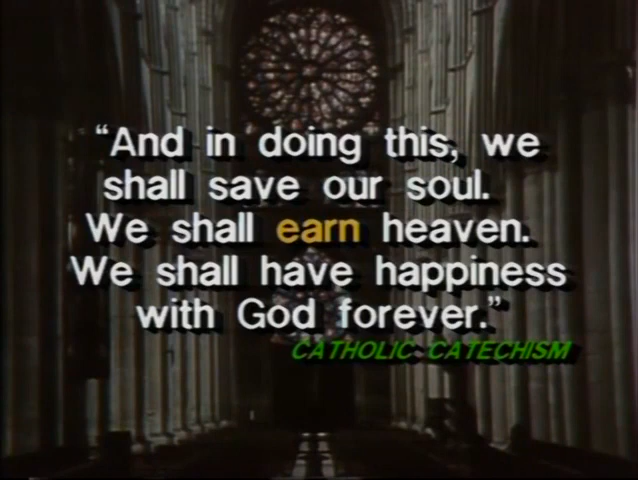 “And in doing this, we
shall save our soul.
We shall earn heaven.
We shall have happiness
with God forever.”
CATHOLIC CATECHISM